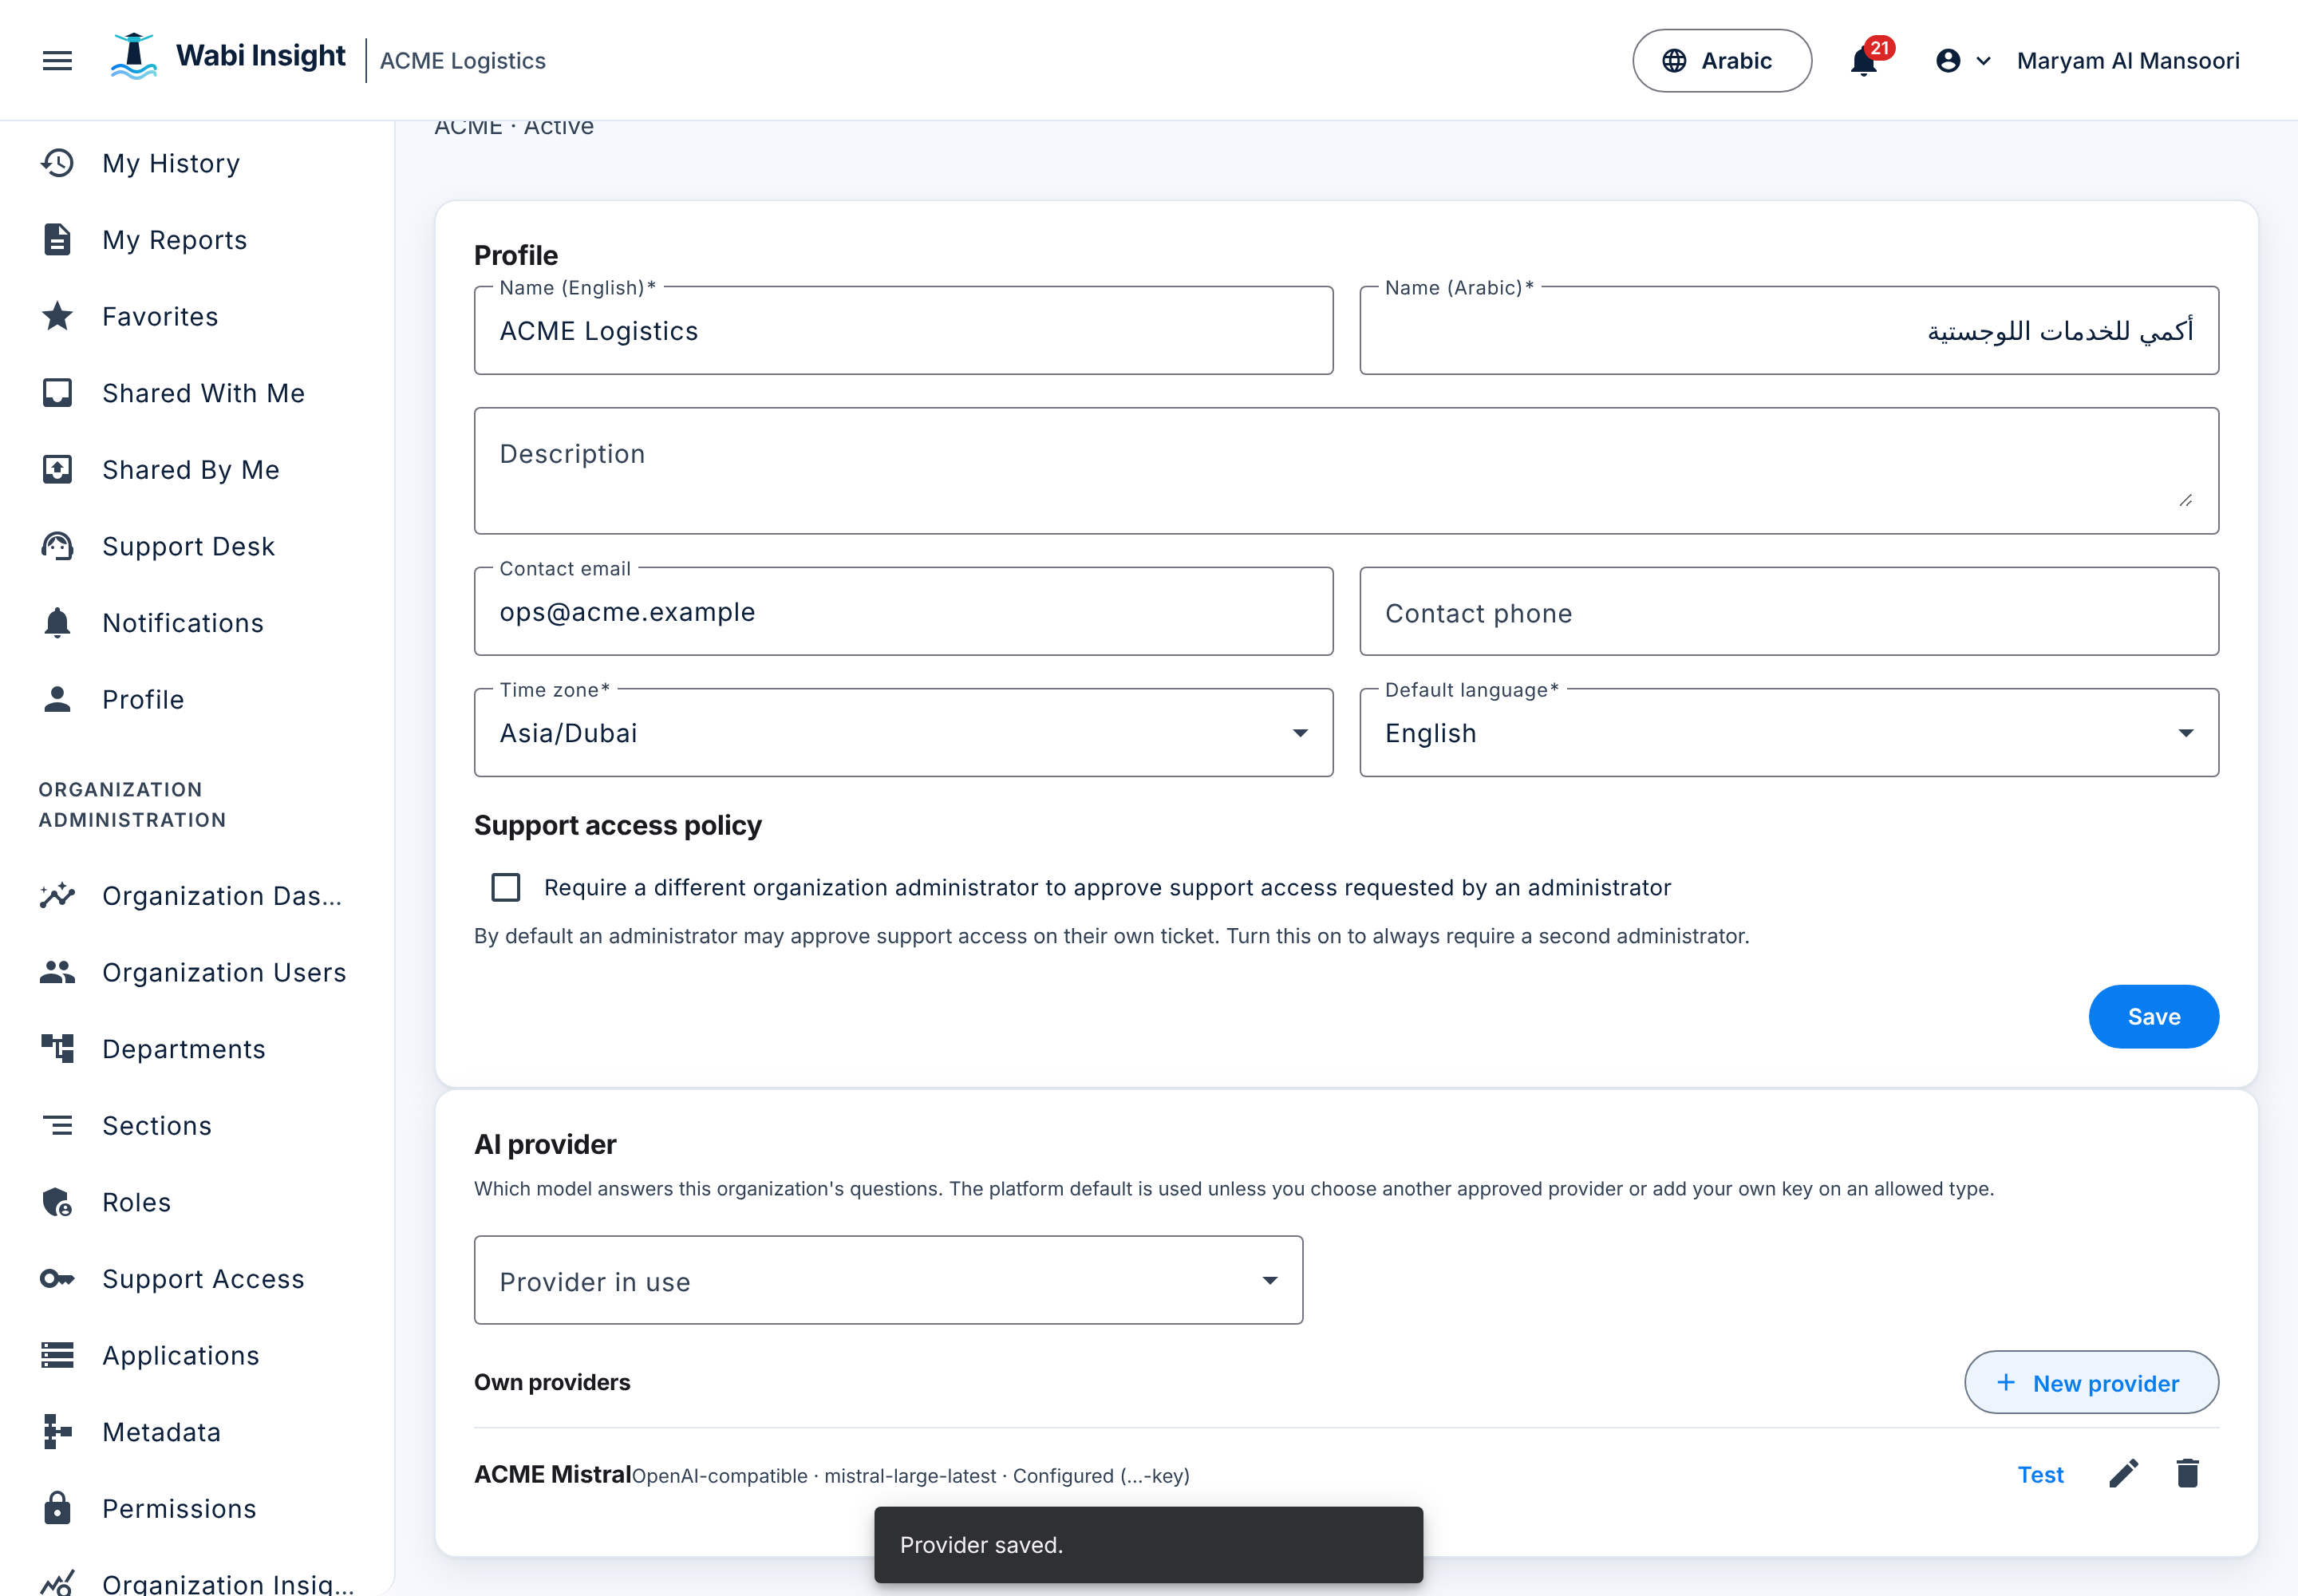 Wabi Insight
ACME Logistics
Arabic
21
Maryam Al Mansoori
My History
My Reports
Favorites
Shared With Me
Shared By Me
Support Desk
Notifications
Profile
ORGANIZATION
ADMINISTRATION
Organization Das...
Organization Users
Departments
Sections
Roles
Support Access
Applications
Metadata
Permissions
Organization Insig...
ACME · Active
Profile
Name (English)*
ACME Logistics
Name (Arabic)*
أكمي للخدمات اللوجستية
Description
Contact email
ops@acme.example
Contact phone
Time zone*
Asia/Dubai
Default language*
English
Support access policy
Require a different organization administrator to approve support access requested by an administrator
By default an administrator may approve support access on their own ticket. Turn this on to always require a second administrator.
Save
AI provider
Which model answers this organization's questions. The platform default is used unless you choose another approved provider or add your own key on an allowed type.
Provider in use
Own providers
+ New provider
ACME Mistral OpenAI-compatible · mistral-large-latest · Configured (...-key)
Test
Provider saved.